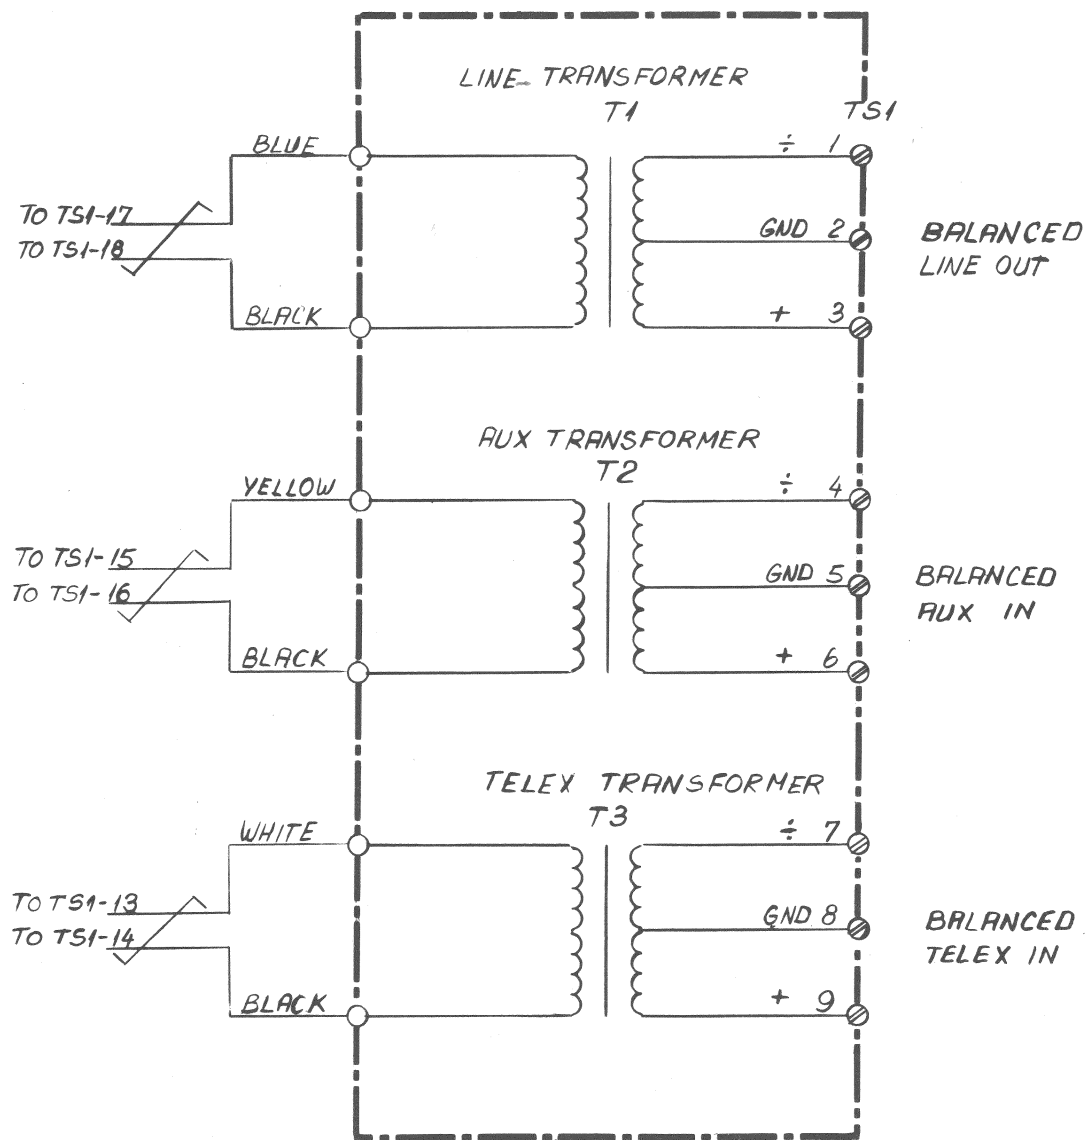 LINE TRANSFORMER
T1
TS1
BLUE
÷ 1
TO TS1-17
TO TS1-18
GND 2
BALANCED
LINE OUT
BLACK
+ 3
AUX TRANSFORMER
T2
YELLOW
÷ 4
TO TS1-15
TO TS1-16
GND 5
BALANCED
AUX IN
BLACK
+ 6
TELEX TRANSFORMER
T3
WHITE
÷ 7
TO TS1-13
TO TS1-14
GND 8
BALANCED
TELEX IN
BLACK
+ 9